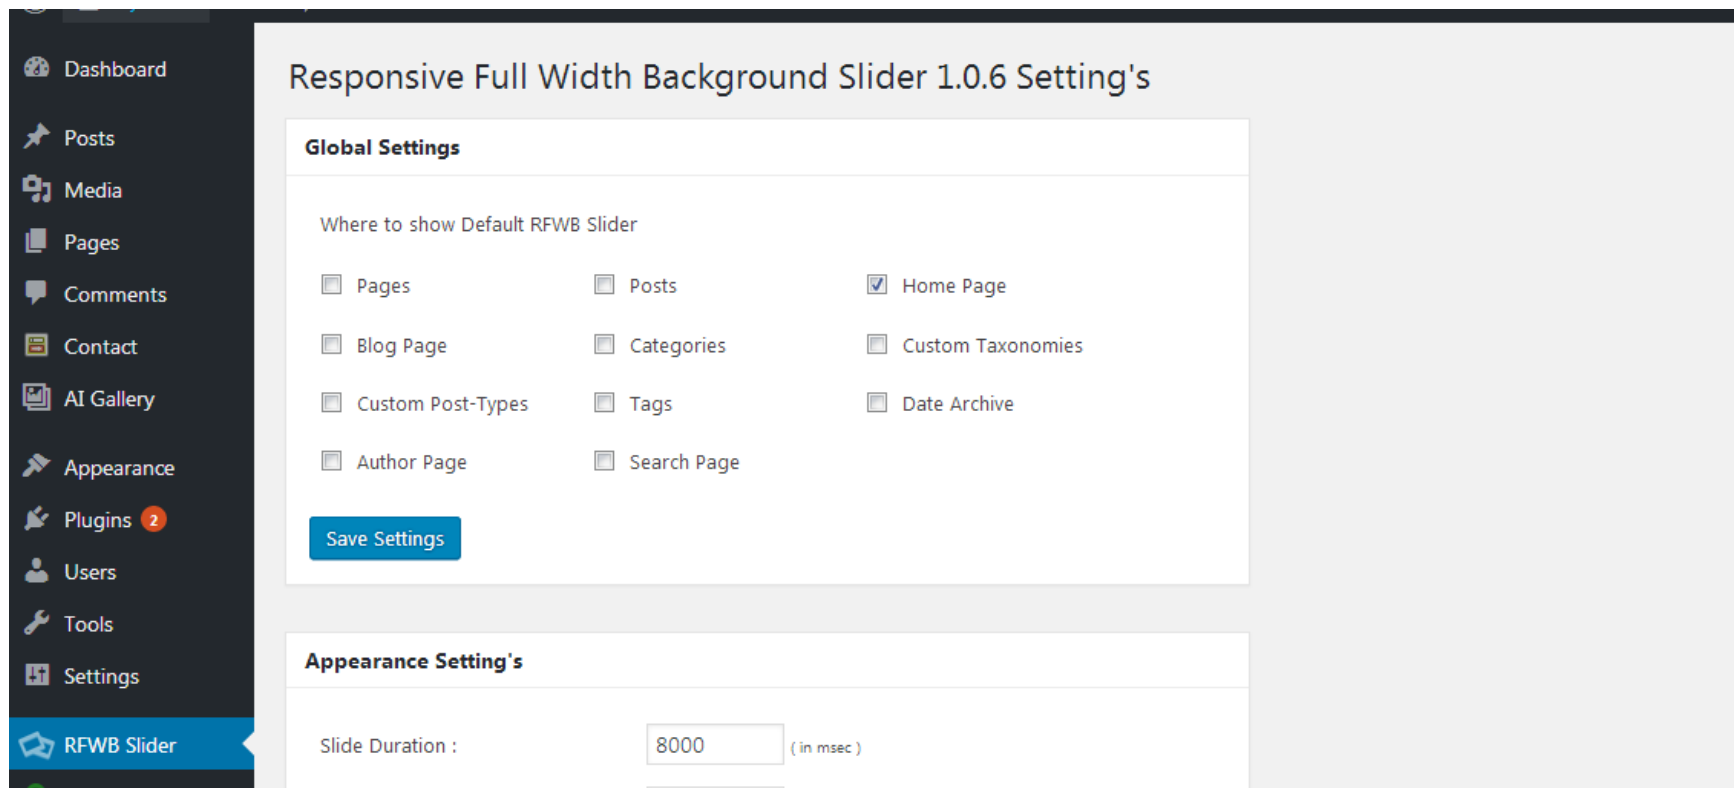 Dashboard
Posts
Media
Pages
Comments
Contact
AI Gallery
Appearance
Plugins 2
Users
Tools
Settings
RFWB Slider
Responsive Full Width Background Slider 1.0.6 Setting's
Global Settings
Where to show Default RFWB Slider
Pages Posts Home Page
Blog Page Categories Custom Taxonomies
Custom Post-Types Tags Date Archive
Author Page Search Page
Save Settings
Appearance Setting's
Slide Duration : 8000 ( in msec )